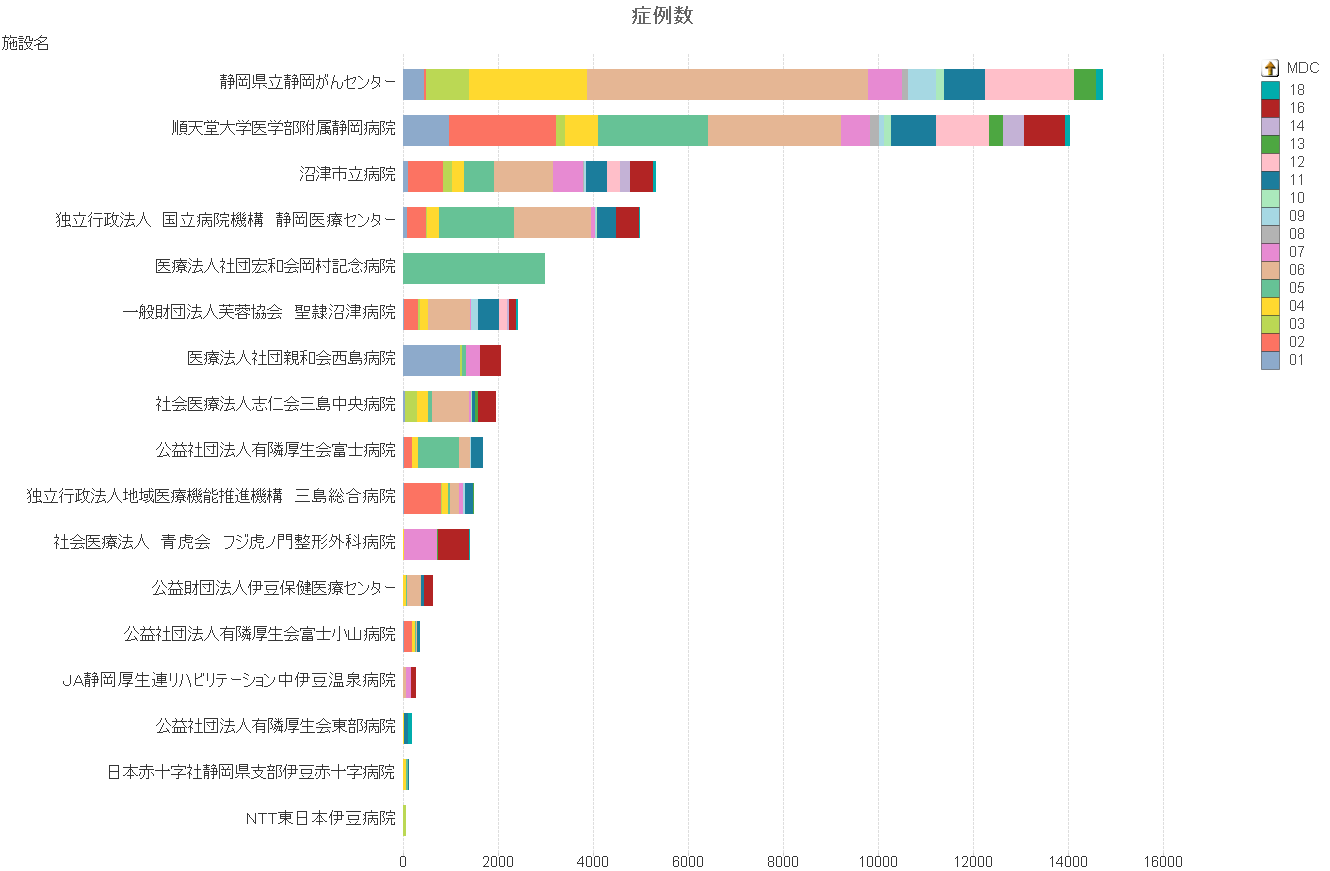 症例数
施設名
静岡県立静岡がんセンター
順天堂大学医学部附属静岡病院
沼津市立病院
独立行政法人　国立病院機構　静岡医療センター
医療法人社団宏和会岡村記念病院
一般財団法人芙蓉協会　聖隷沼津病院
医療法人社団親和会西島病院
社会医療法人志仁会三島中央病院
公益社団法人有隣厚生会富士病院
独立行政法人地域医療機能推進機構　三島総合病院
社会医療法人　青虎会　フジ虎ノ門整形外科病院
公益財団法人伊豆保健医療センター
公益社団法人有隣厚生会富士小山病院
JA静岡厚生連リハビリテーション中伊豆温泉病院
公益社団法人有隣厚生会東部病院
日本赤十字社静岡県支部伊豆赤十字病院
NTT東日本伊豆病院
0 2000 4000 6000 8000 10000 12000 14000 16000
MDC
18
16
14
13
12
11
10
09
08
07
06
05
04
03
02
01